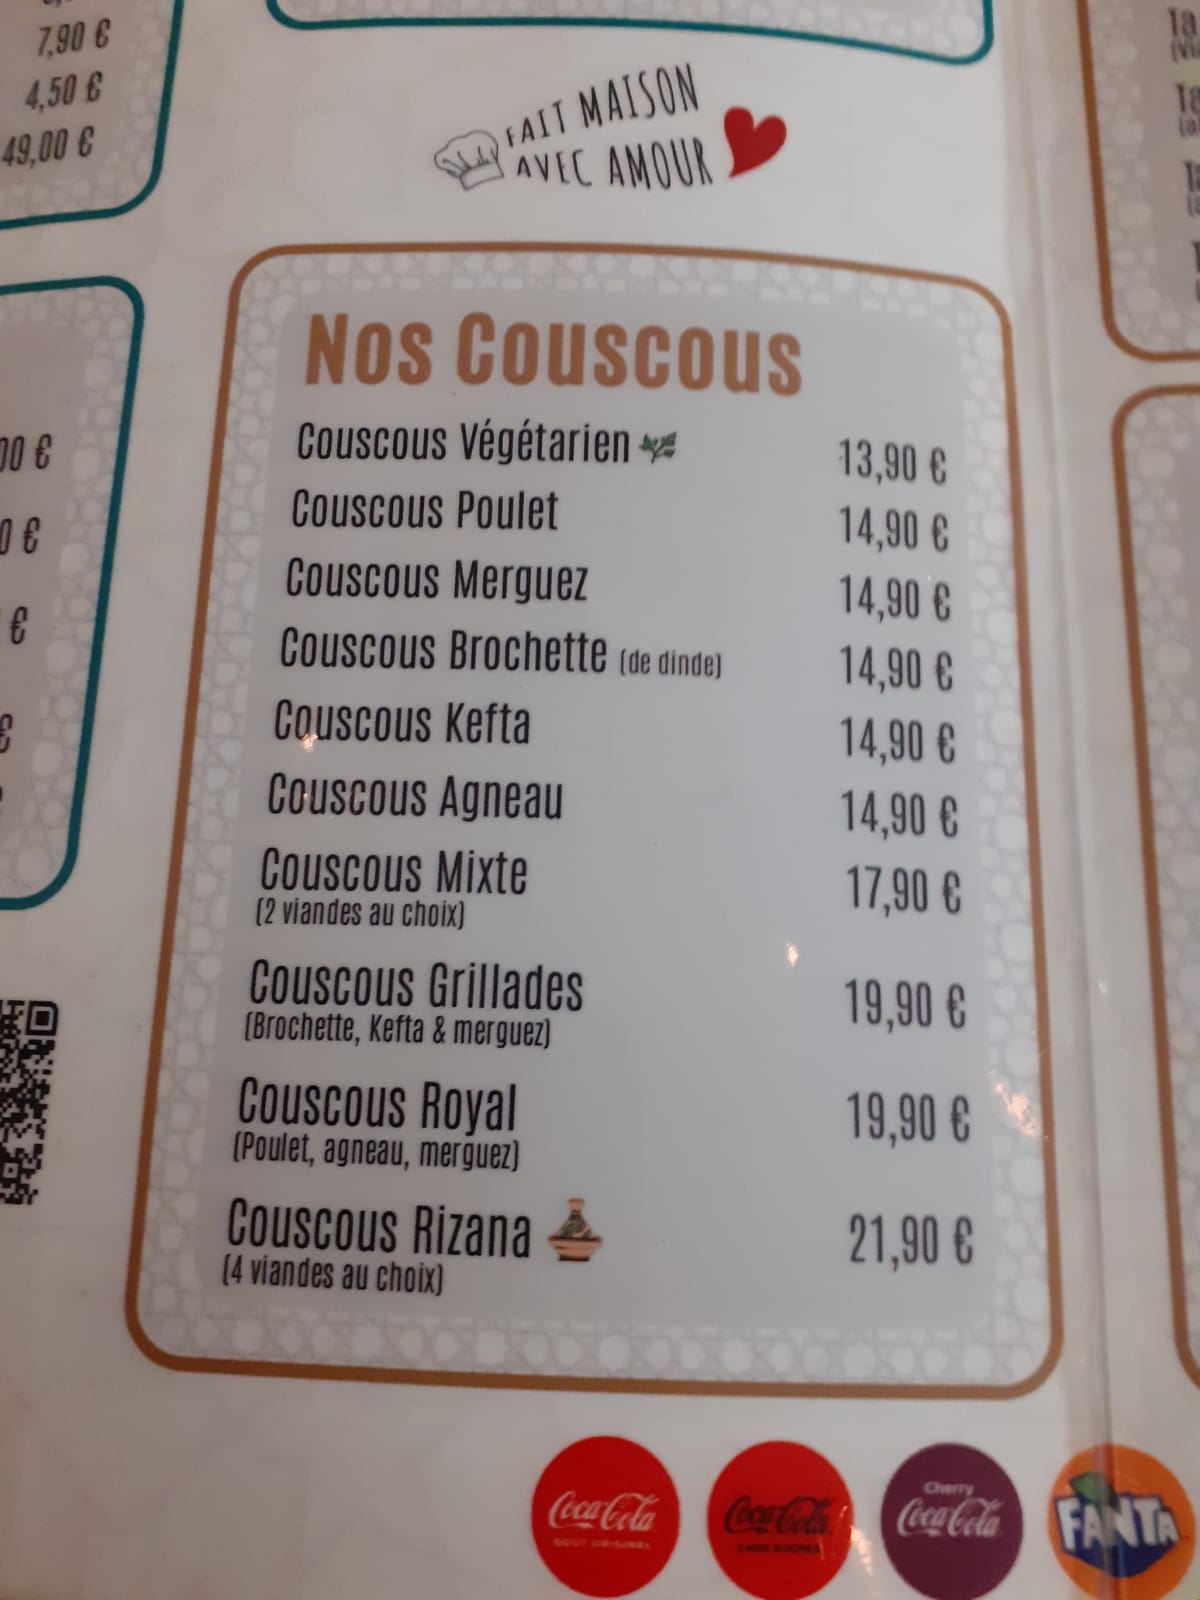 7,90 €
4,50 €
49,00 €
FAIT MAISON
AVEC AMOUR
Nos Couscous
Couscous Végétarien 13,90 €
Couscous Poulet 14,90 €
Couscous Merguez 14,90 €
Couscous Brochette (de dinde) 14,90 €
Couscous Kefta 14,90 €
Couscous Agneau 14,90 €
Couscous Mixte 17,90 €
(2 viandes au choix)
Couscous Grillades 19,90 €
(Brochette, Kefta & merguez)
Couscous Royal 19,90 €
(Poulet, agneau, merguez)
Couscous Rizana 21,90 €
(4 viandes au choix)
Coca-Cola
GOÛT ORIGINAL
Coca-Cola
SANS SUCRES
Cherry
Coca-Cola
FANTA